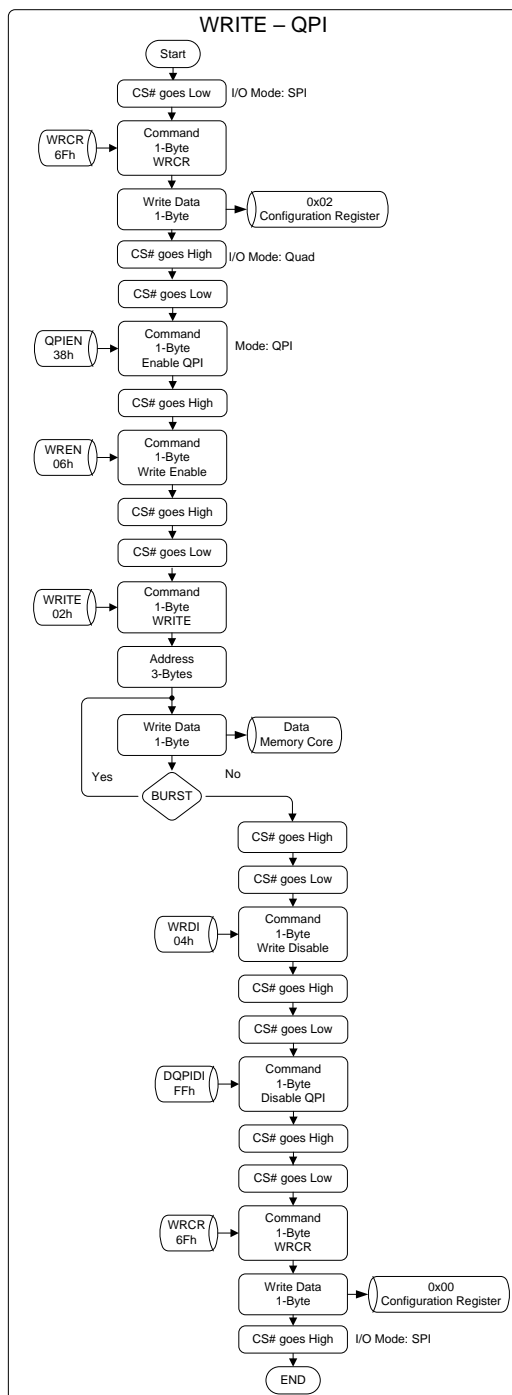 WRITE – QPI
Start
CS# goes Low
I/O Mode: SPI
WRCR
6Fh
Command
1-Byte
WRCR
Write Data
1-Byte
0x02
Configuration Register
CS# goes High
I/O Mode: Quad
CS# goes Low
QPIEN
38h
Command
1-Byte
Enable QPI
Mode: QPI
CS# goes High
WREN
06h
Command
1-Byte
Write Enable
CS# goes High
CS# goes Low
WRITE
02h
Command
1-Byte
WRITE
Address
3-Bytes
Write Data
1-Byte
Data
Memory Core
Yes
No
BURST
CS# goes High
CS# goes Low
WRDI
04h
Command
1-Byte
Write Disable
CS# goes High
CS# goes Low
DQPIDI
FFh
Command
1-Byte
Disable QPI
CS# goes High
CS# goes Low
WRCR
6Fh
Command
1-Byte
WRCR
Write Data
1-Byte
0x00
Configuration Register
CS# goes High
I/O Mode: SPI
END